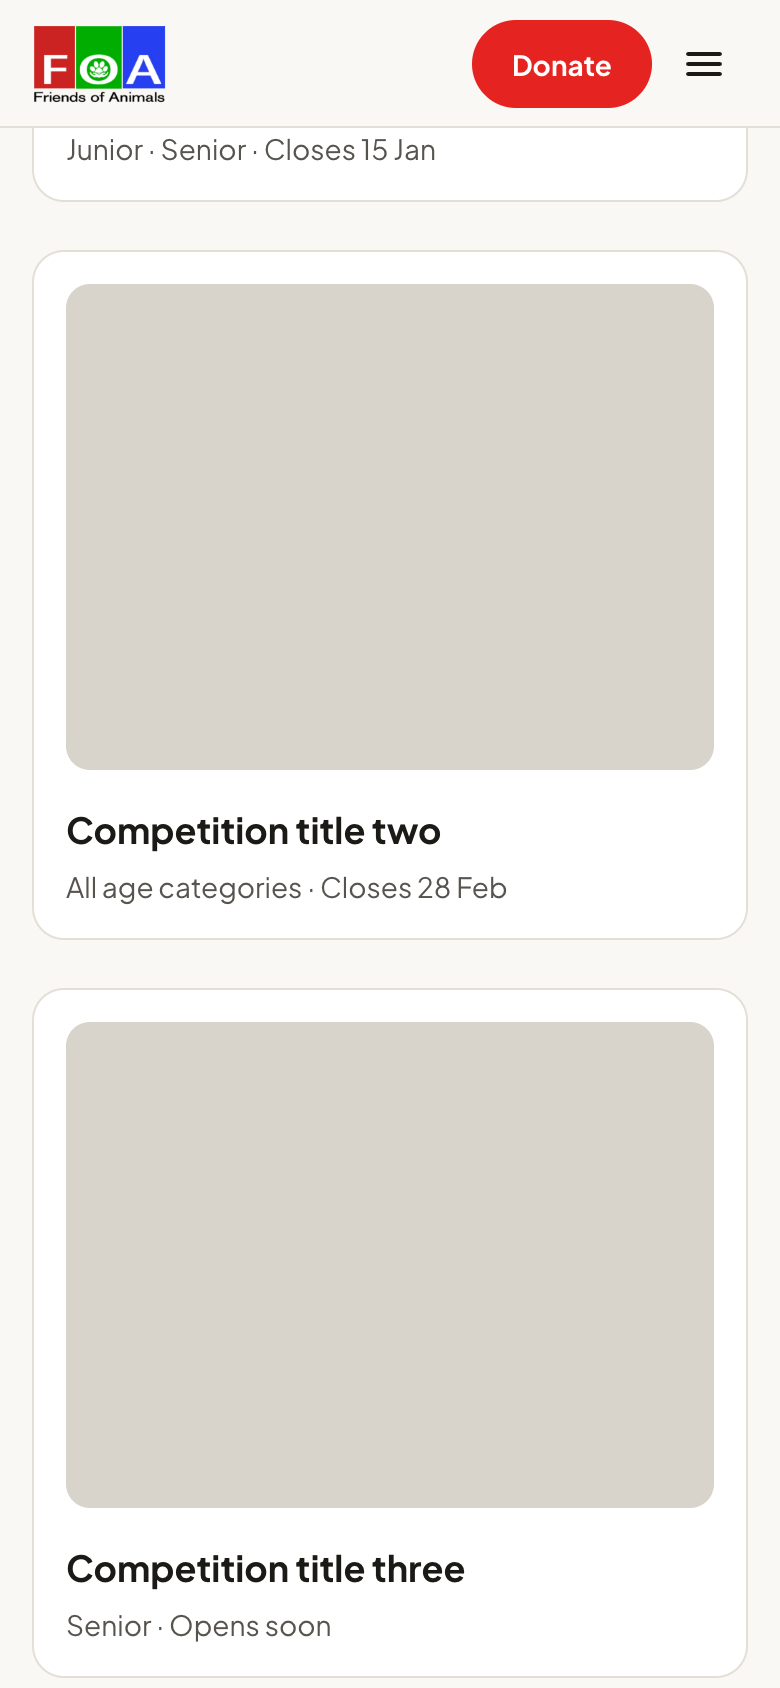 FOA
Friends of Animals
Donate
Junior · Senior · Closes 15 Jan
Competition title two
All age categories · Closes 28 Feb
Competition title three
Senior · Opens soon